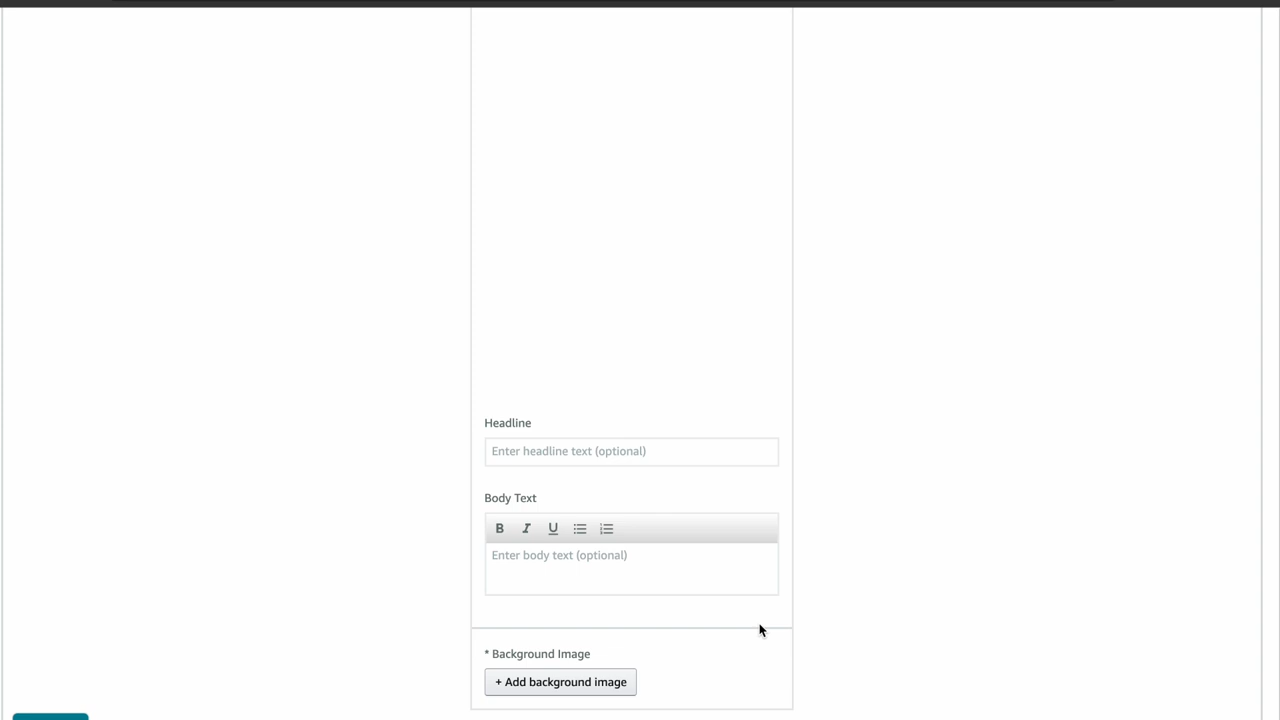 Headline
Enter headline text (optional)
Body Text
B I U
Enter body text (optional)
* Background Image
+ Add background image